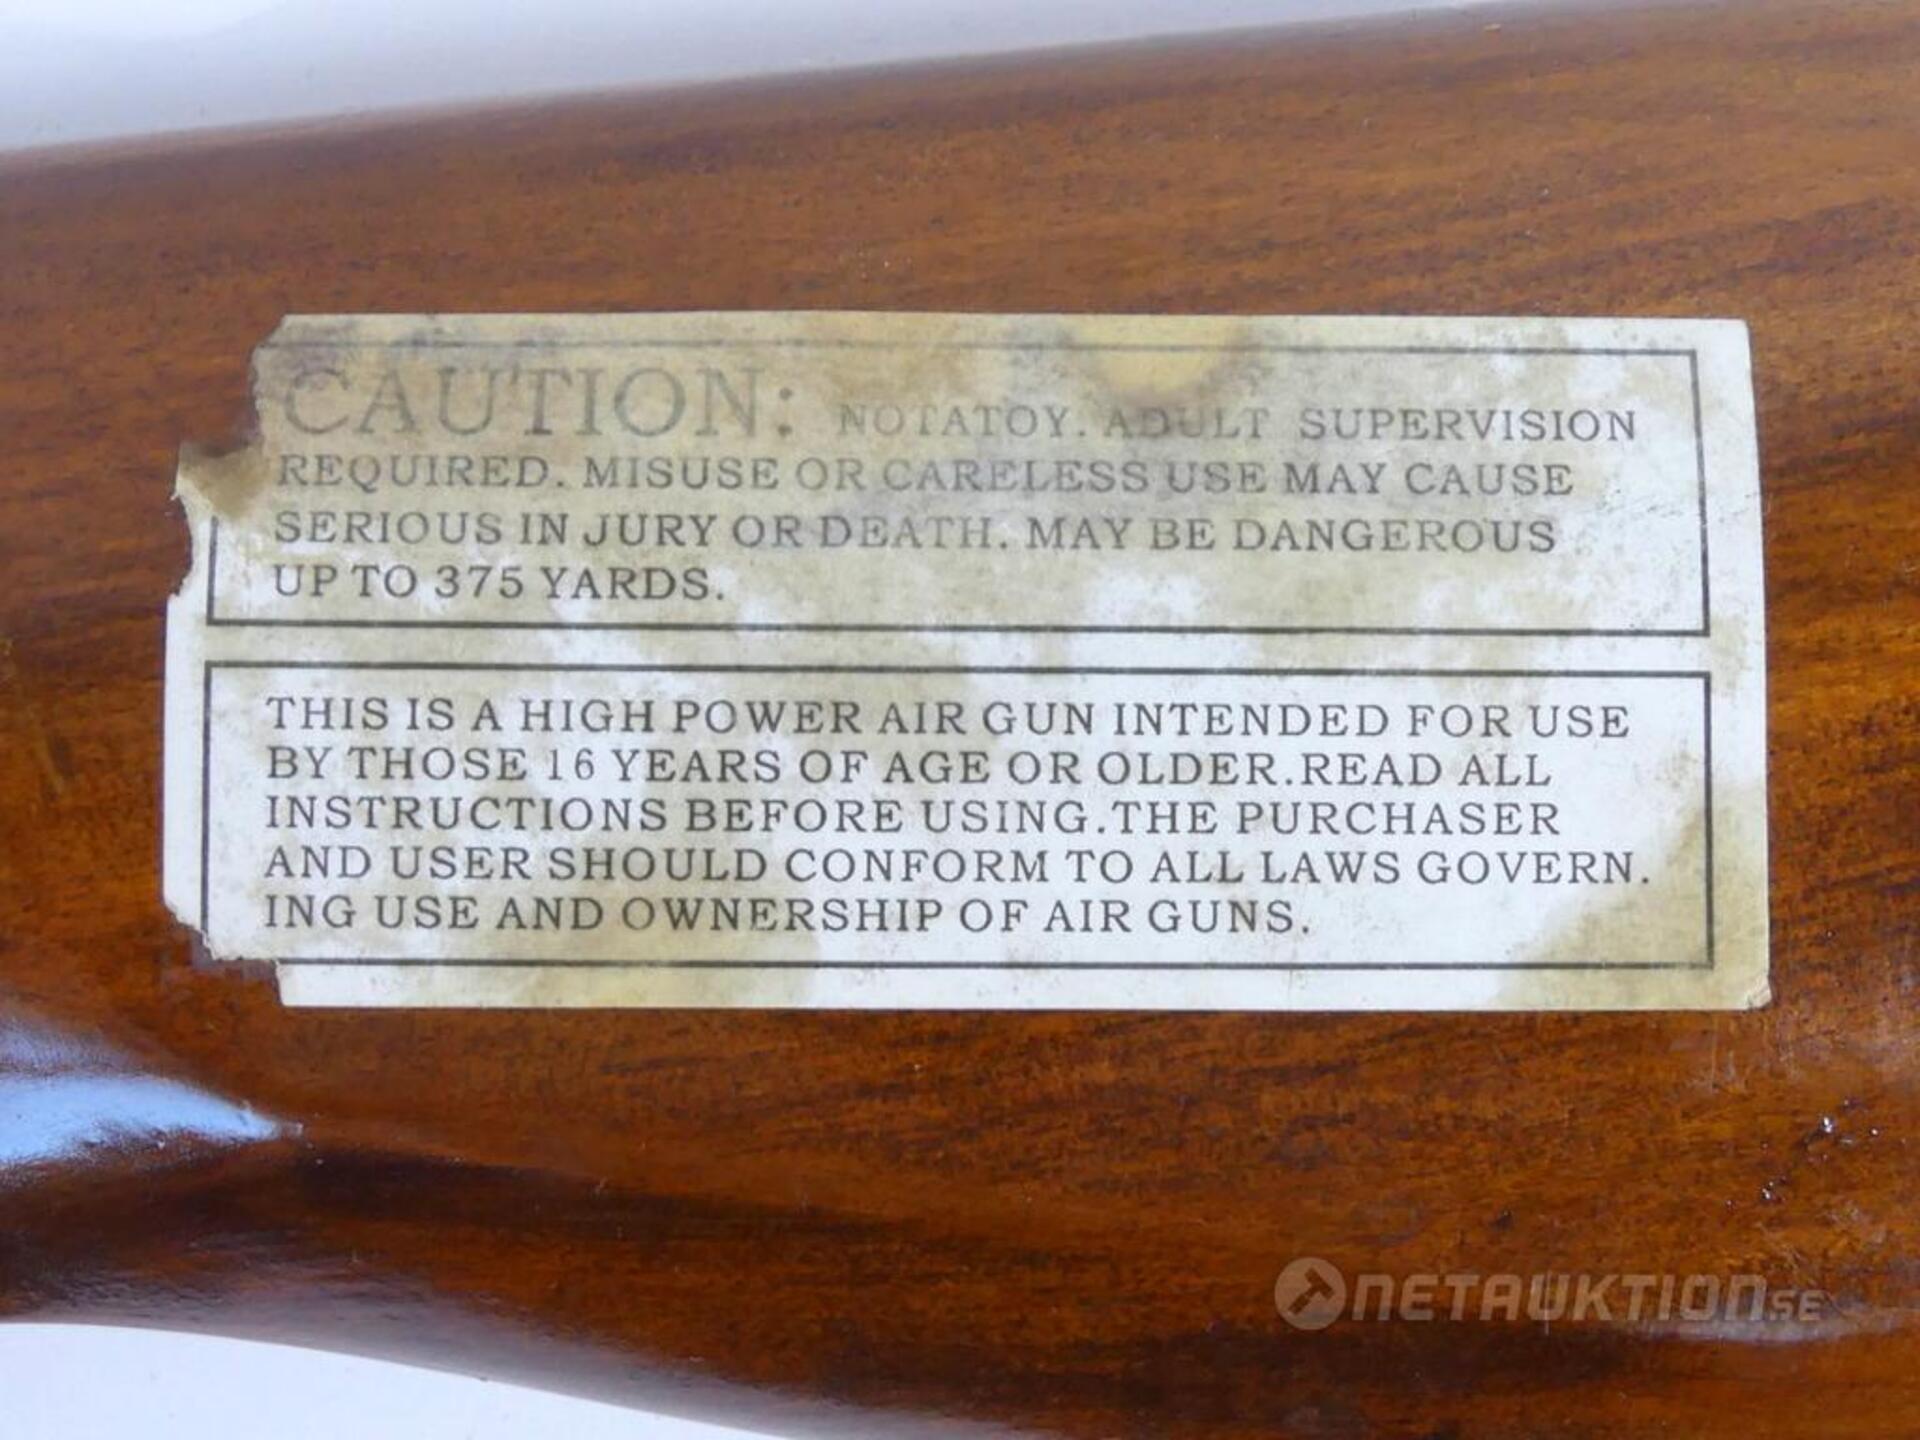 CAUTION: NOTATOY. ADULT SUPERVISION
REQUIRED. MISUSE OR CARELESS USE MAY CAUSE
SERIOUS IN JURY OR DEATH. MAY BE DANGEROUS
UP TO 375 YARDS.
THIS IS A HIGH POWER AIR GUN INTENDED FOR USE
BY THOSE 16 YEARS OF AGE OR OLDER.READ ALL
INSTRUCTIONS BEFORE USING.THE PURCHASER
AND USER SHOULD CONFORM TO ALL LAWS GOVERN.
ING USE AND OWNERSHIP OF AIR GUNS.
NETAUKTION.SE